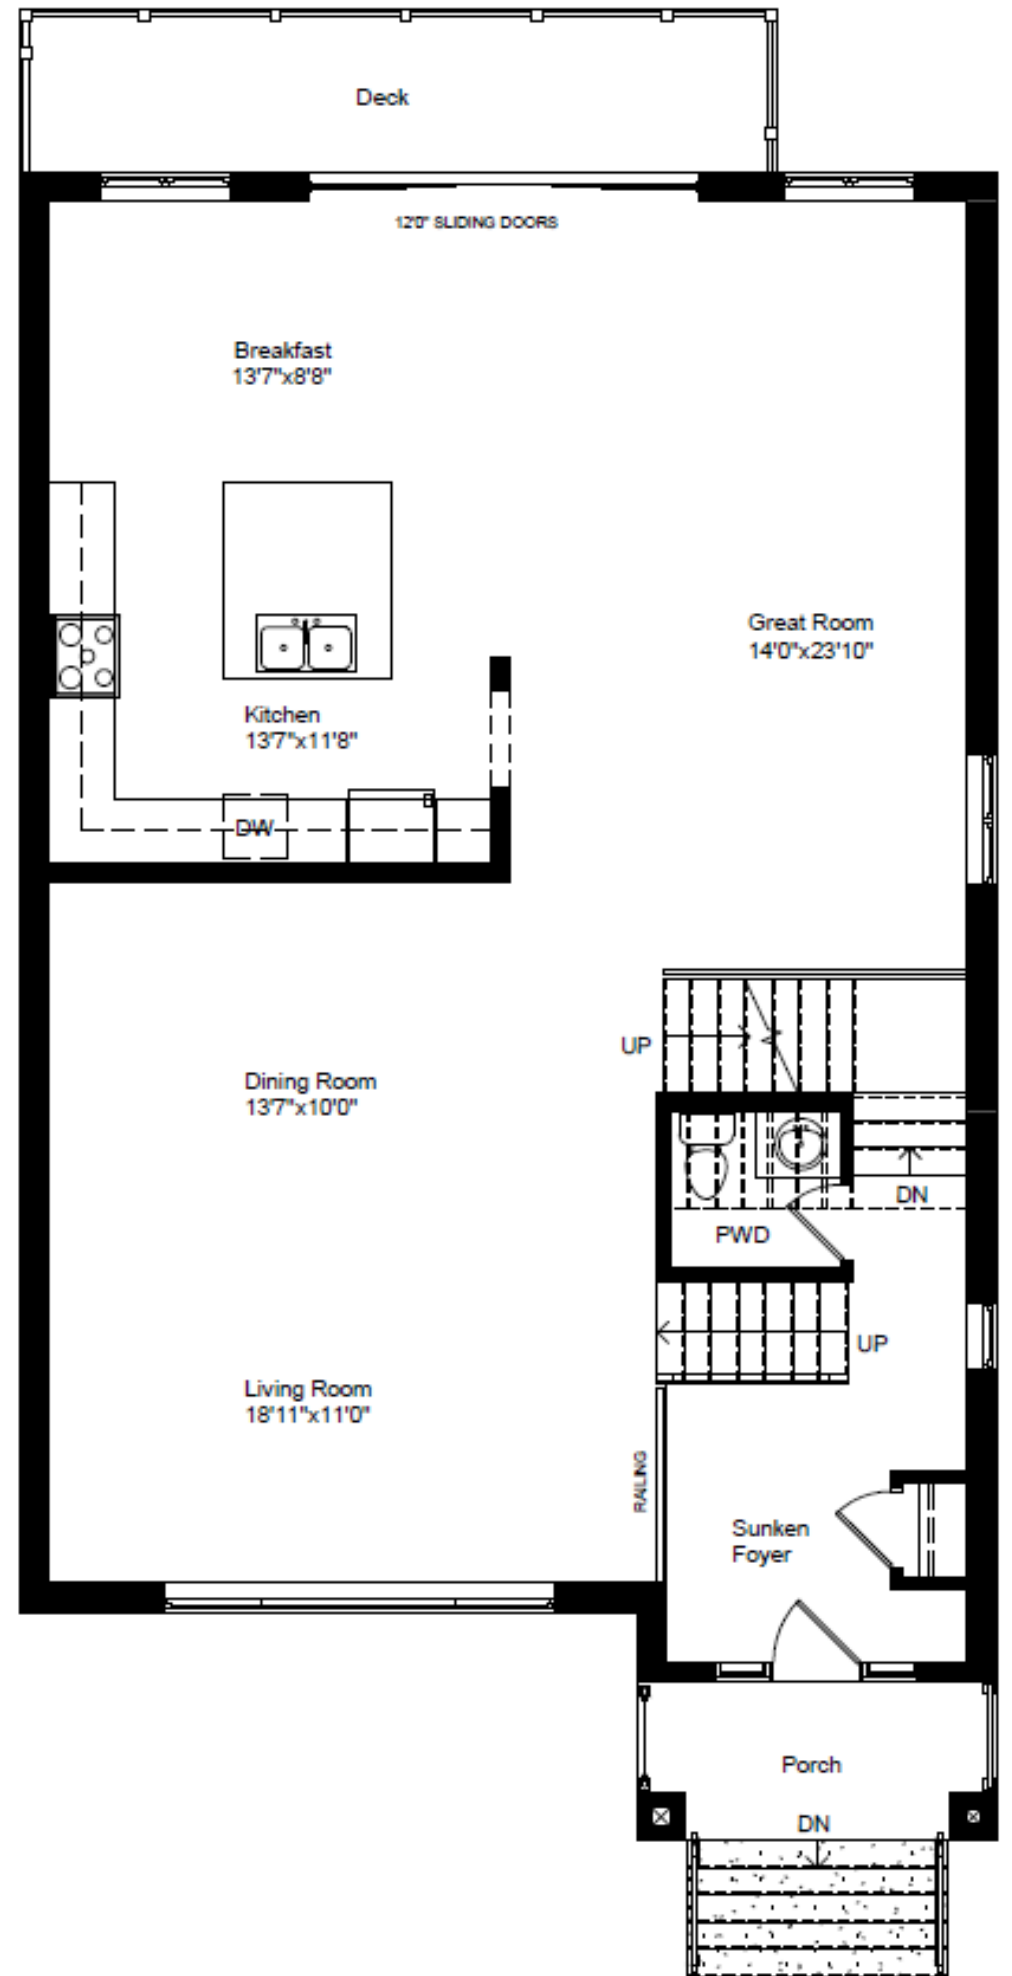 Deck
12'0" SLIDING DOORS
Breakfast
13'7"x8'8"
Great Room
14'0"x23'10"
Kitchen
13'7"x11'8"
DW
UP
Dining Room
13'7"x10'0"
DN
PWD
UP
Living Room
18'11"x11'0"
RAILING
Sunken
Foyer
Porch
DN